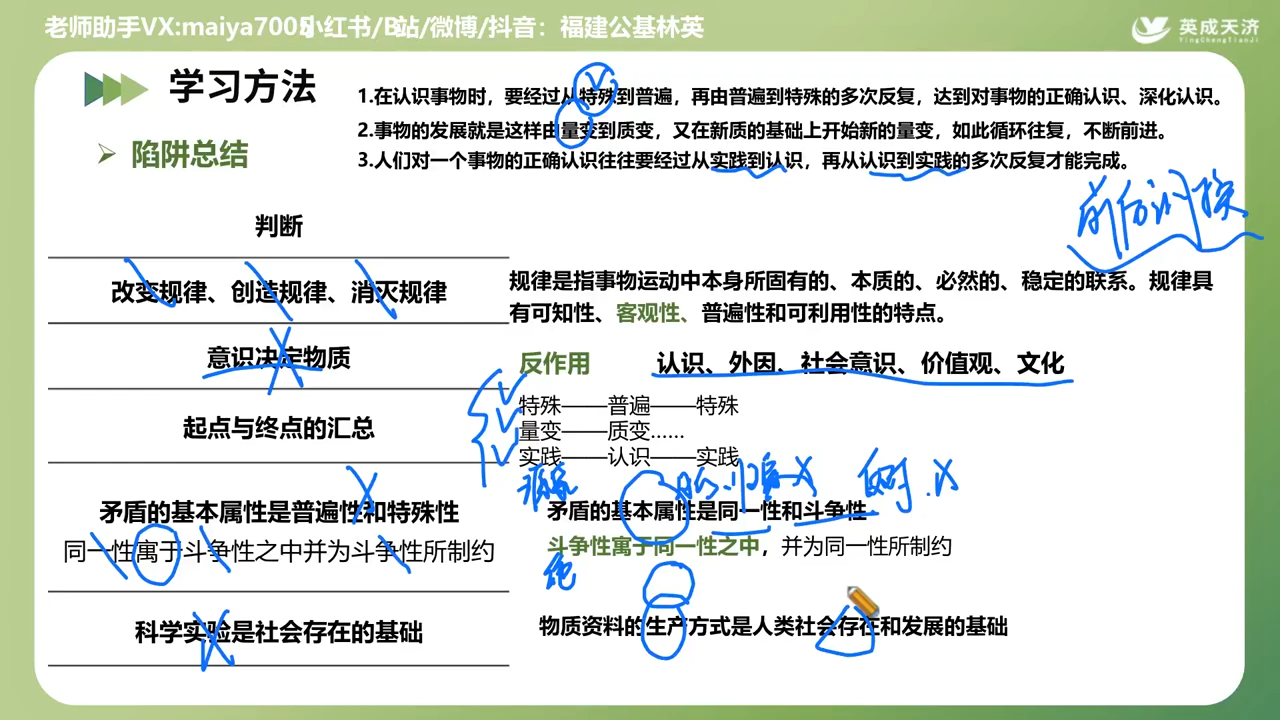 老师助手VX:maiya7005小红书/B站/微博/抖音：福建公基林英
英成天济
YingChengTianJi
学习方法
陷阱总结
1.在认识事物时，要经过从特殊到普遍，再由普遍到特殊的多次反复，达到对事物的正确认识、深化认识。
2.事物的发展就是这样由量变到质变，又在新质的基础上开始新的量变，如此循环往复，不断前进。
3.人们对一个事物的正确认识往往要经过从实践到认识，再从认识到实践的多次反复才能完成。
判断
改变规律、创造规律、消灭规律
规律是指事物运动中本身所固有的、本质的、必然的、稳定的联系。规律具
有可知性、客观性、普遍性和可利用性的特点。
意识决定物质
反作用 认识、外因、社会意识、价值观、文化
起点与终点的汇总
特殊——普遍——特殊
量变——质变……
实践——认识——实践
矛盾的基本属性是普遍性和特殊性
矛盾的基本属性是同一性和斗争性
同一性寓于斗争性之中并为斗争性所制约
斗争性寓于同一性之中，并为同一性所制约
科学实验是社会存在的基础
物质资料的生产方式是人类社会存在和发展的基础